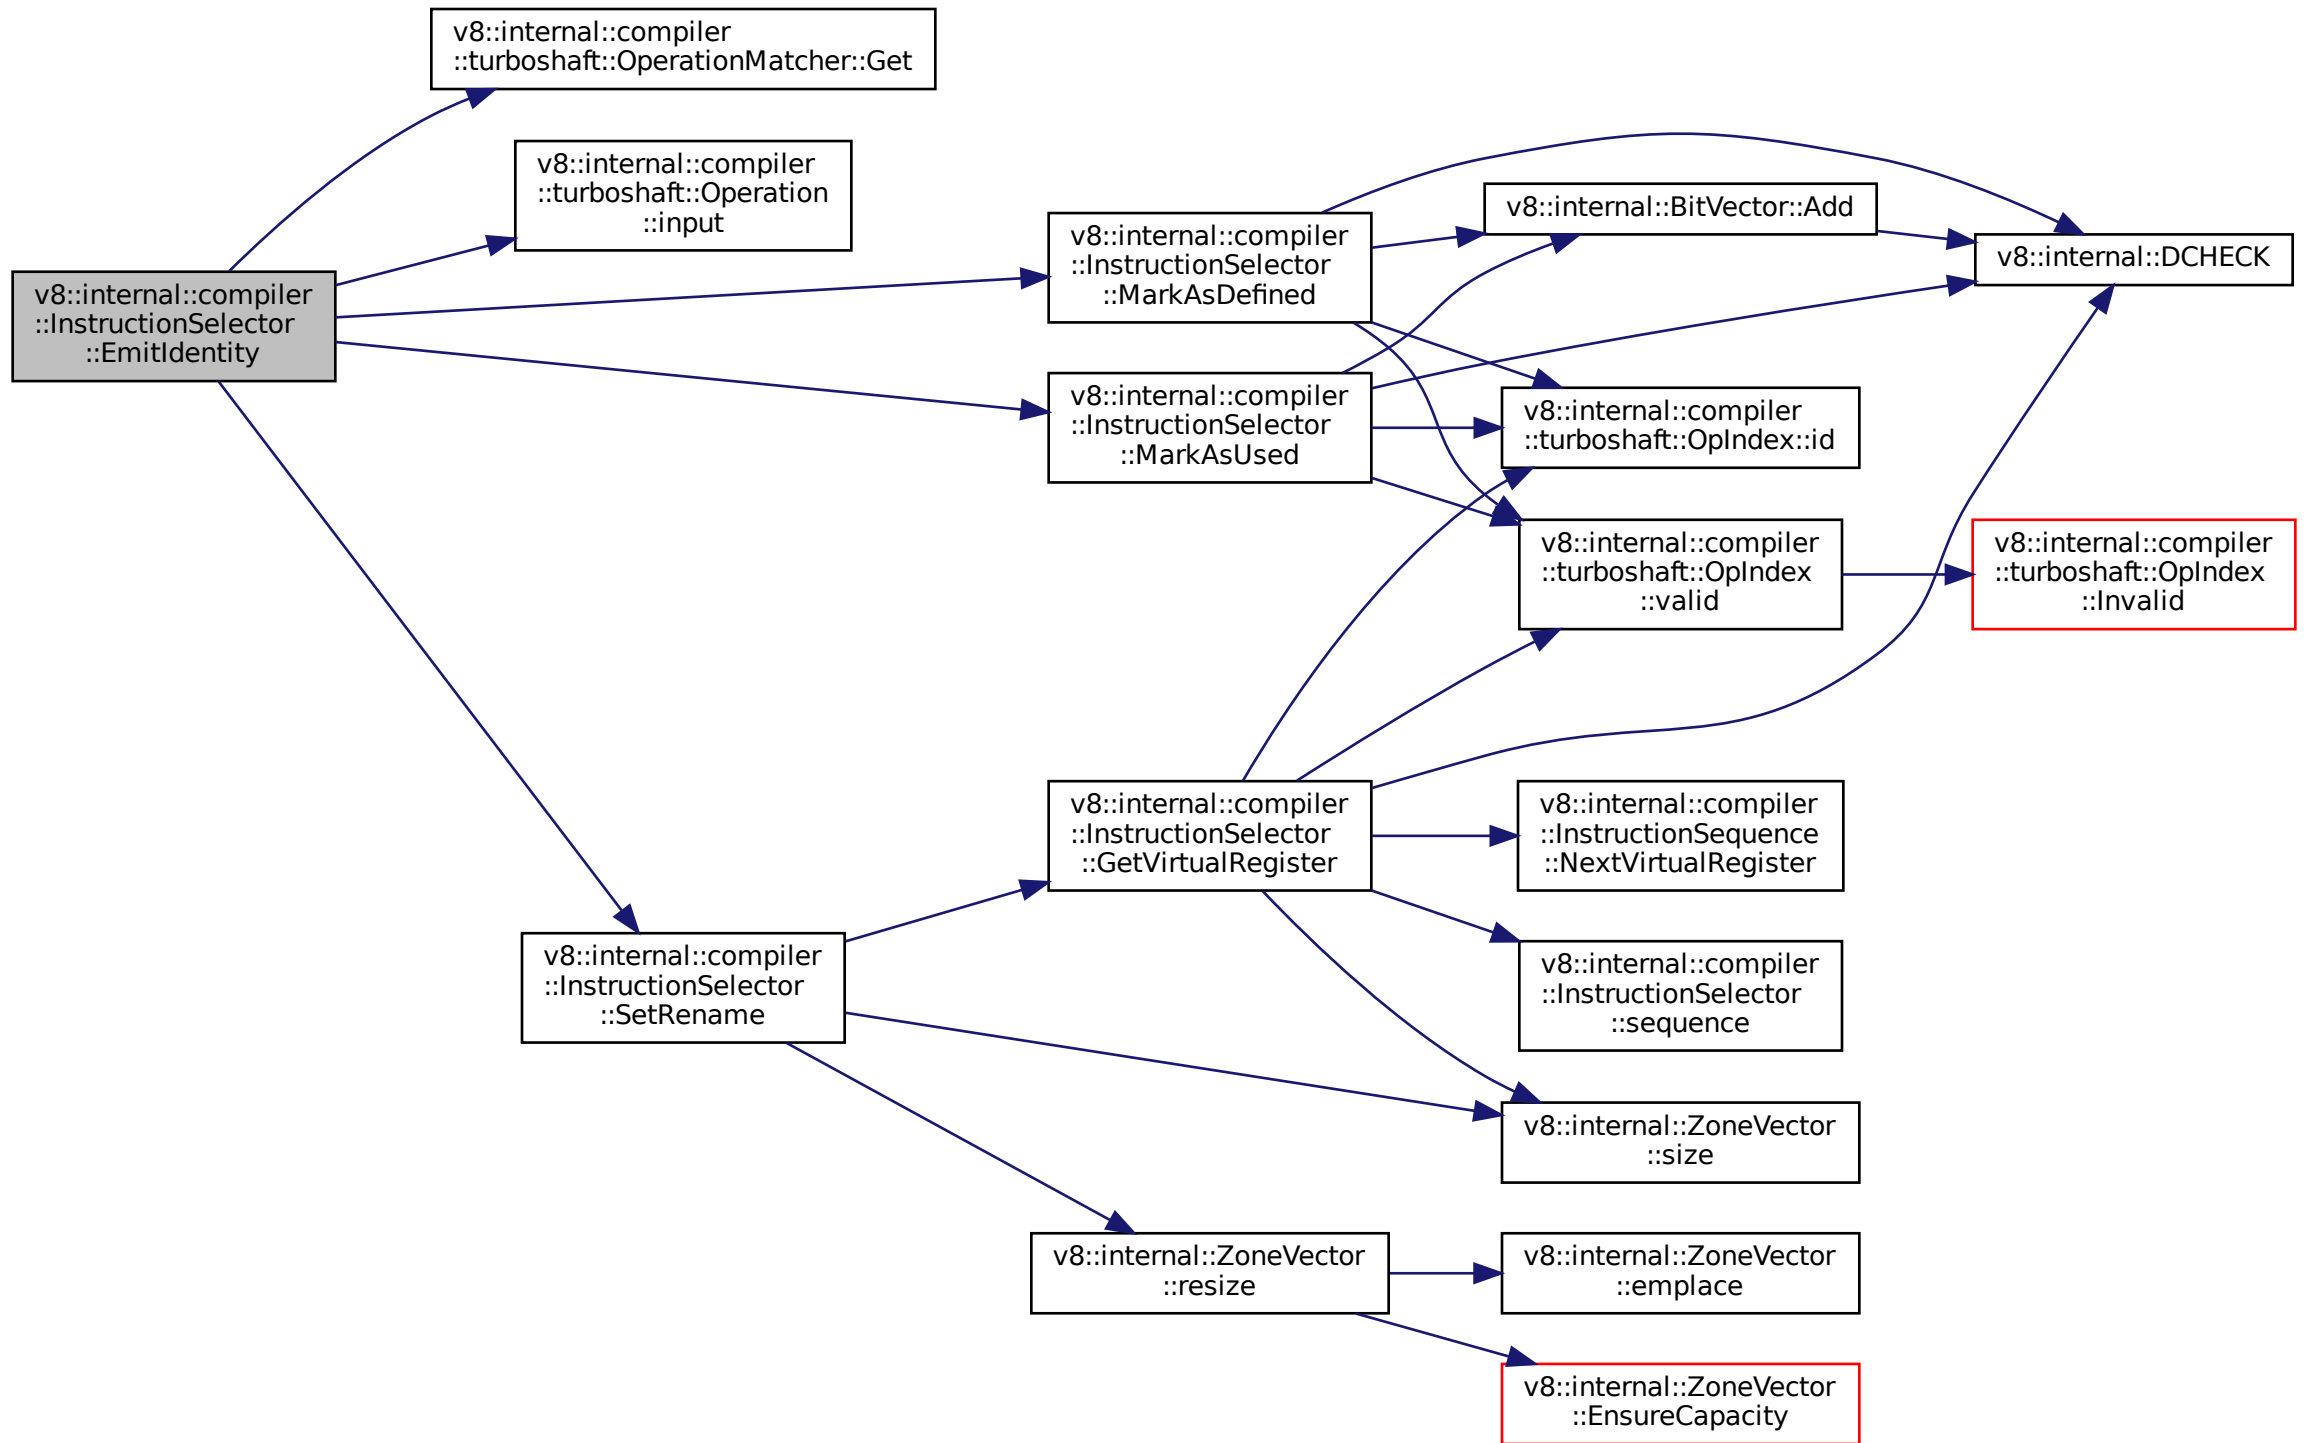 v8::internal::compiler
::turboshaft::OperationMatcher::Get
v8::internal::compiler
::turboshaft::Operation
::input
v8::internal::compiler
::InstructionSelector
::EmitIdentity
v8::internal::compiler
::InstructionSelector
::MarkAsDefined
v8::internal::compiler
::InstructionSelector
::MarkAsUsed
v8::internal::BitVector::Add
v8::internal::DCHECK
v8::internal::compiler
::turboshaft::OpIndex::id
v8::internal::compiler
::turboshaft::OpIndex
::valid
v8::internal::compiler
::turboshaft::OpIndex
::Invalid
v8::internal::compiler
::InstructionSelector
::GetVirtualRegister
v8::internal::compiler
::InstructionSequence
::NextVirtualRegister
v8::internal::compiler
::InstructionSelector
::SetRename
v8::internal::compiler
::InstructionSelector
::sequence
v8::internal::ZoneVector
::size
v8::internal::ZoneVector
::resize
v8::internal::ZoneVector
::emplace
v8::internal::ZoneVector
::EnsureCapacity